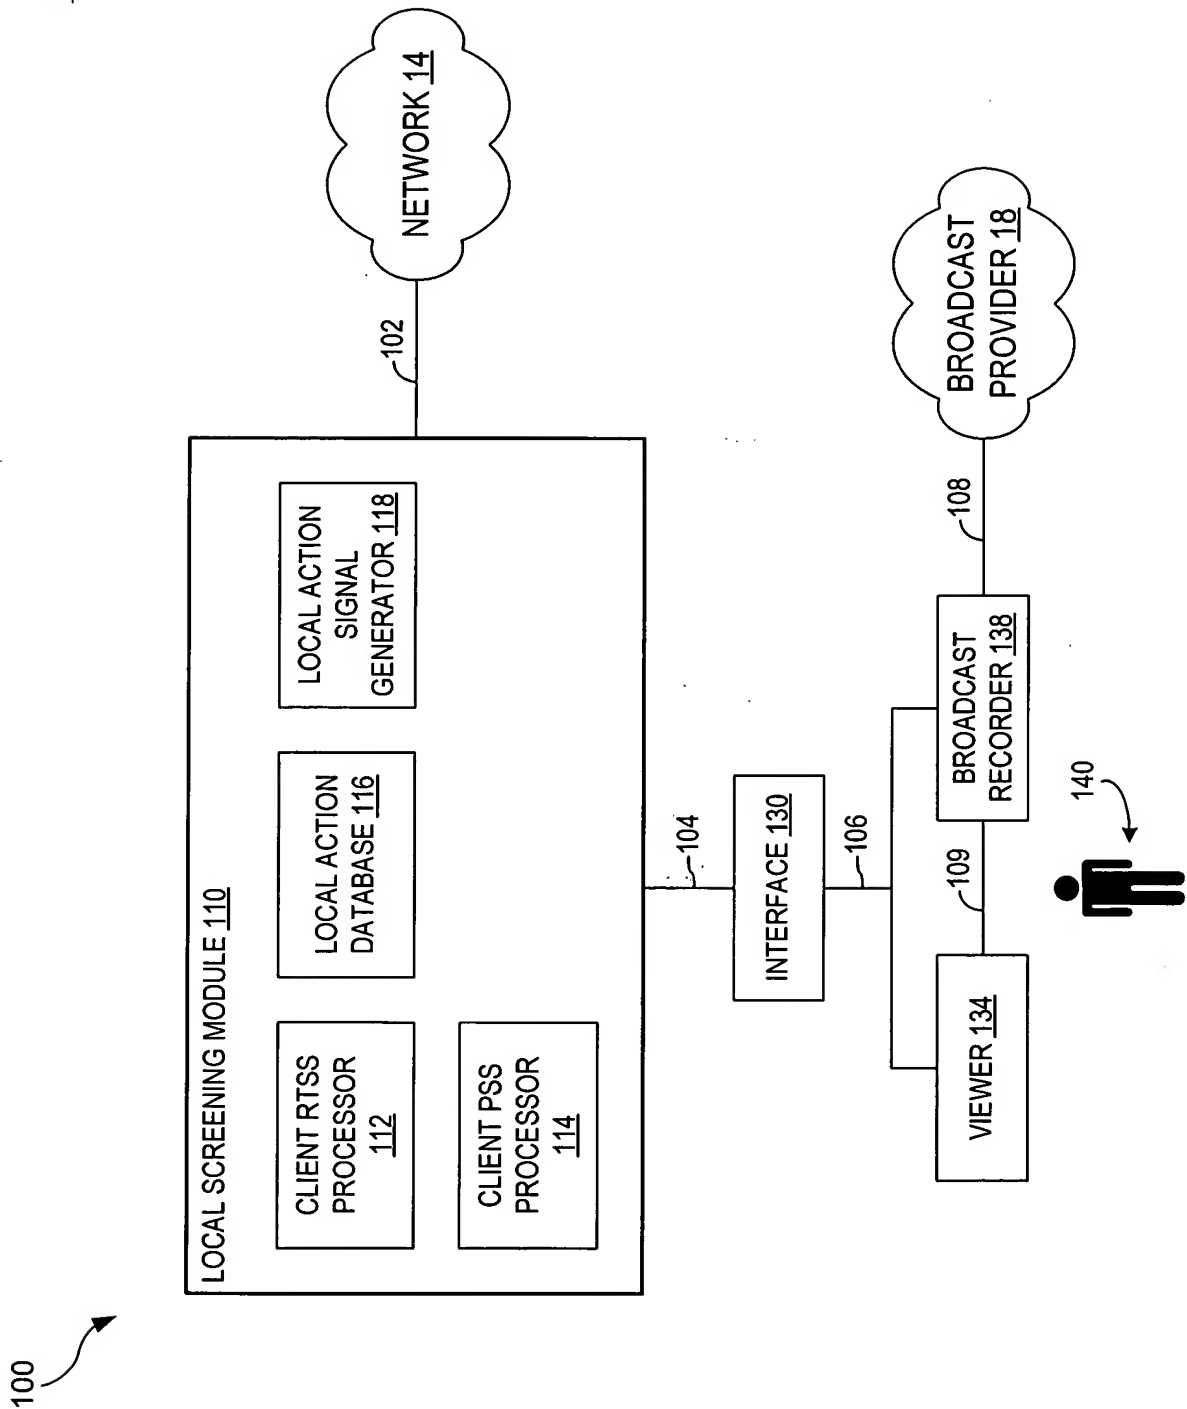 100
LOCAL SCREENING MODULE 110
CLIENT RTSS
PROCESSOR
112
LOCAL ACTION
DATABASE 116
LOCAL ACTION
SIGNAL
GENERATOR 118
CLIENT PSS
PROCESSOR
114
102
NETWORK 14
104
INTERFACE 130
106
VIEWER 134
109
BROADCAST
RECORDER 138
108
BROADCAST
PROVIDER 18
140